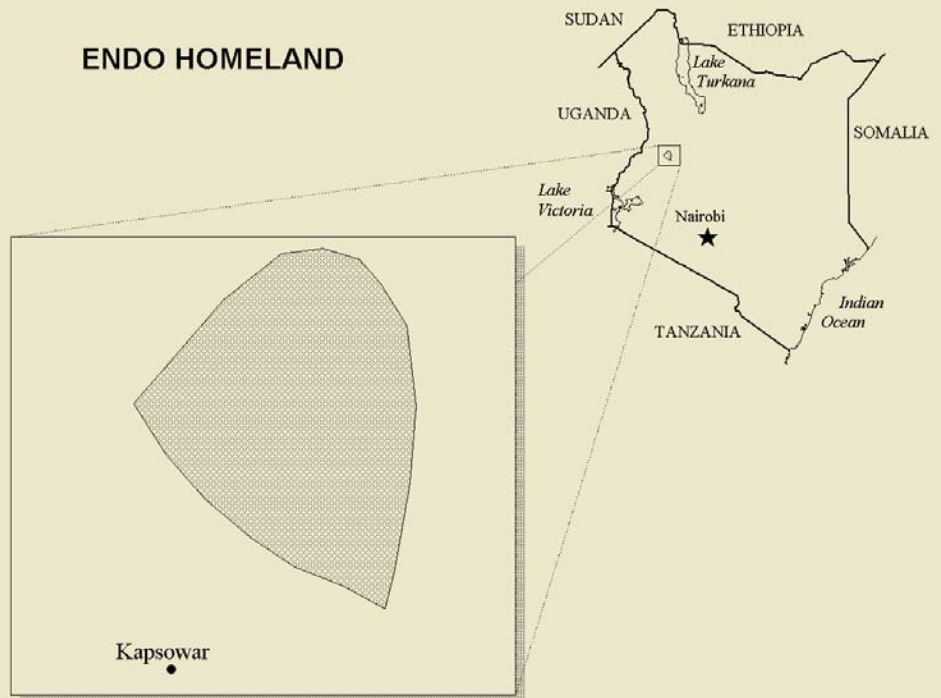 ENDO HOMELAND
SUDAN
ETHIOPIA
Lake
Turkana
UGANDA
SOMALIA
Lake
Victoria
Nairobi
Indian
Ocean
TANZANIA
Kapsowar